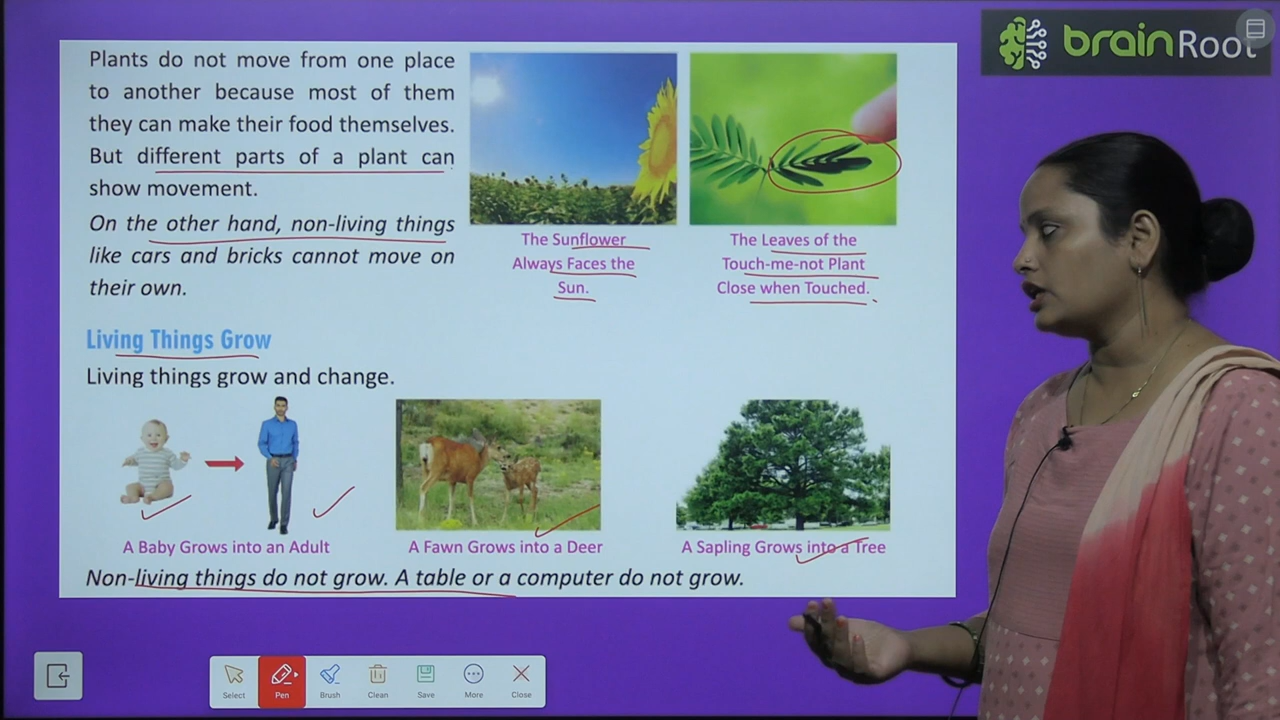 brainRoot
Plants do not move from one place
to another because most of them
they can make their food themselves.
But different parts of a plant can
show movement.
On the other hand, non-living things
like cars and bricks cannot move on
their own.
The Sunflower
Always Faces the
Sun.
The Leaves of the
Touch-me-not Plant
Close when Touched.
Living Things Grow
Living things grow and change.
A Baby Grows into an Adult
A Fawn Grows into a Deer
A Sapling Grows into a Tree
Non-living things do not grow. A table or a computer do not grow.
Select
Pen
Brush
Clean
Save
More
Close